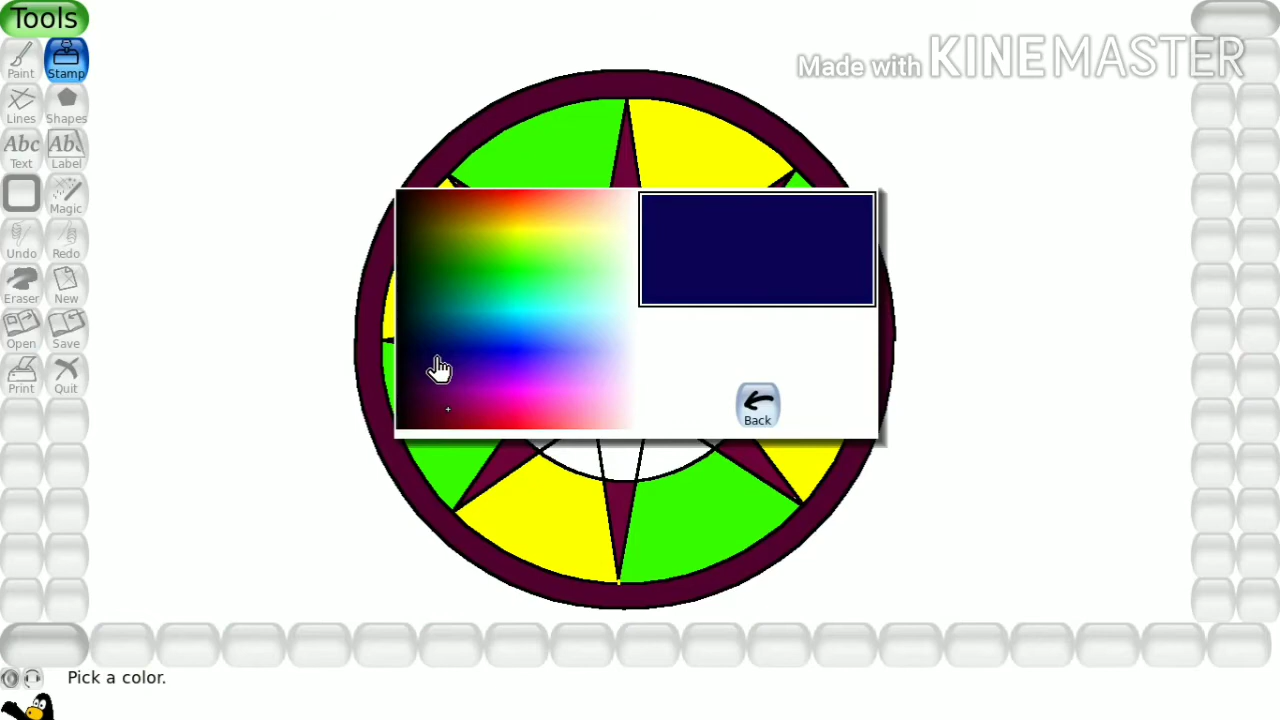 Tools
Made with KINEMASTER
Paint Stamp
Lines Shapes
Abc Abc
Text Label
Magic
Undo Redo
Eraser New
Open Save
Print Quit
Back
Pick a color.